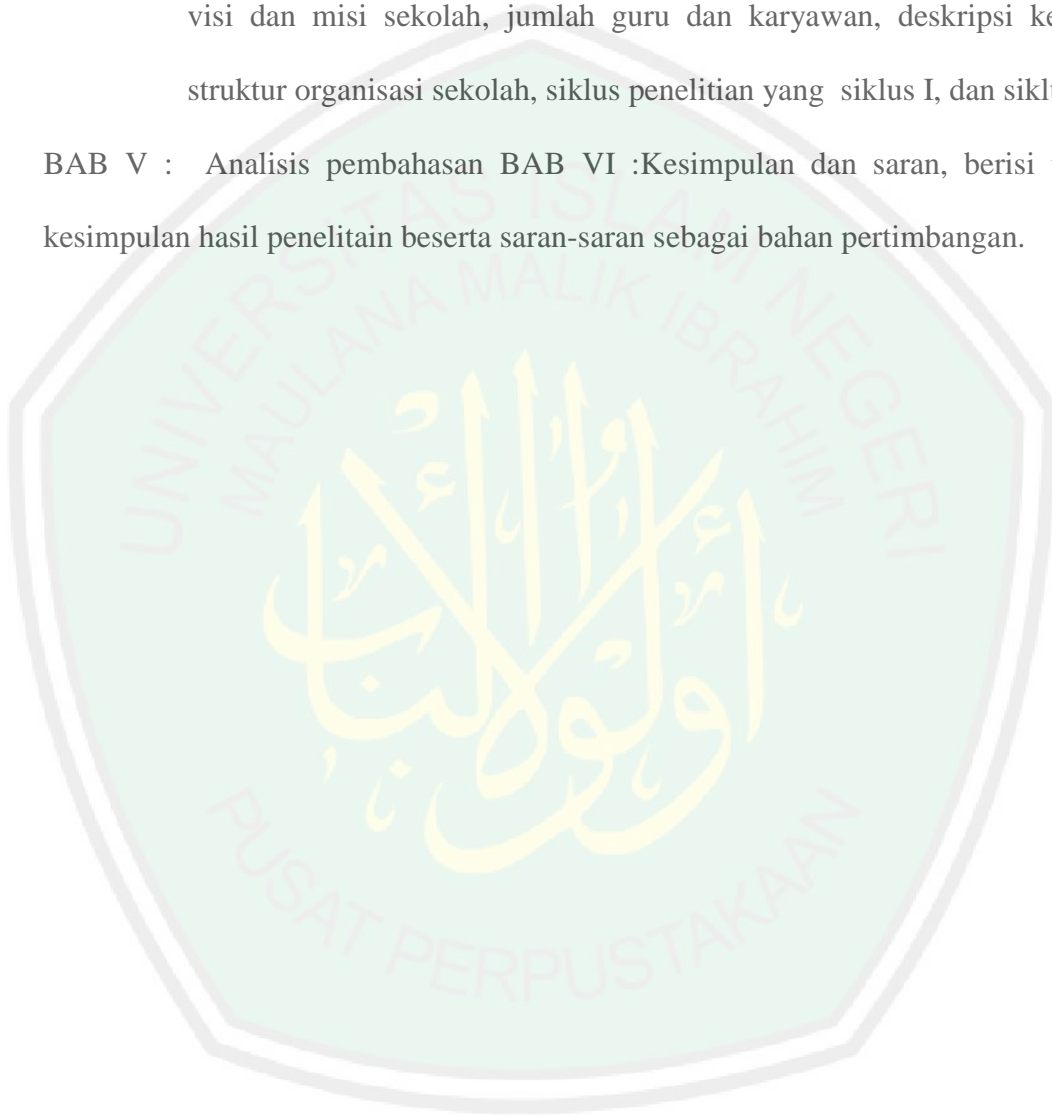 visi dan misi sekolah, jumlah guru dan karyawan, deskripsi
struktur organisasi sekolah, siklus penelitian yang siklus I, dan
BAB V : Analisis pembahasan BAB VI :Kesimpulan dan saran, berisi
kesimpulan hasil penelitain beserta saran-saran sebagai bahan pertimbangan.
UNIVERSITAS ISLAM NEGERI
MAULANA MALIK IBRAHIM
أولوا الألباب
PUSAT PERPUSTAKAAN